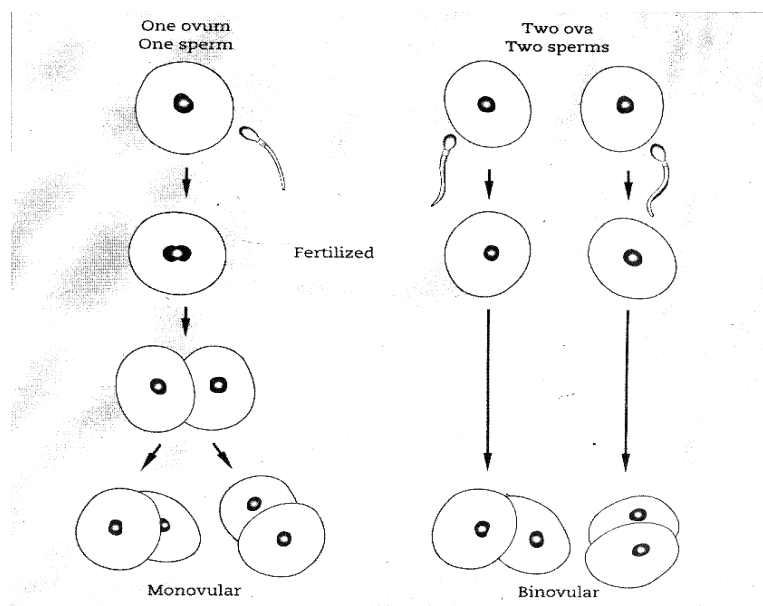 One ovum
One sperm
Two ova
Two sperms
Fertilized
Monovular
Binovular